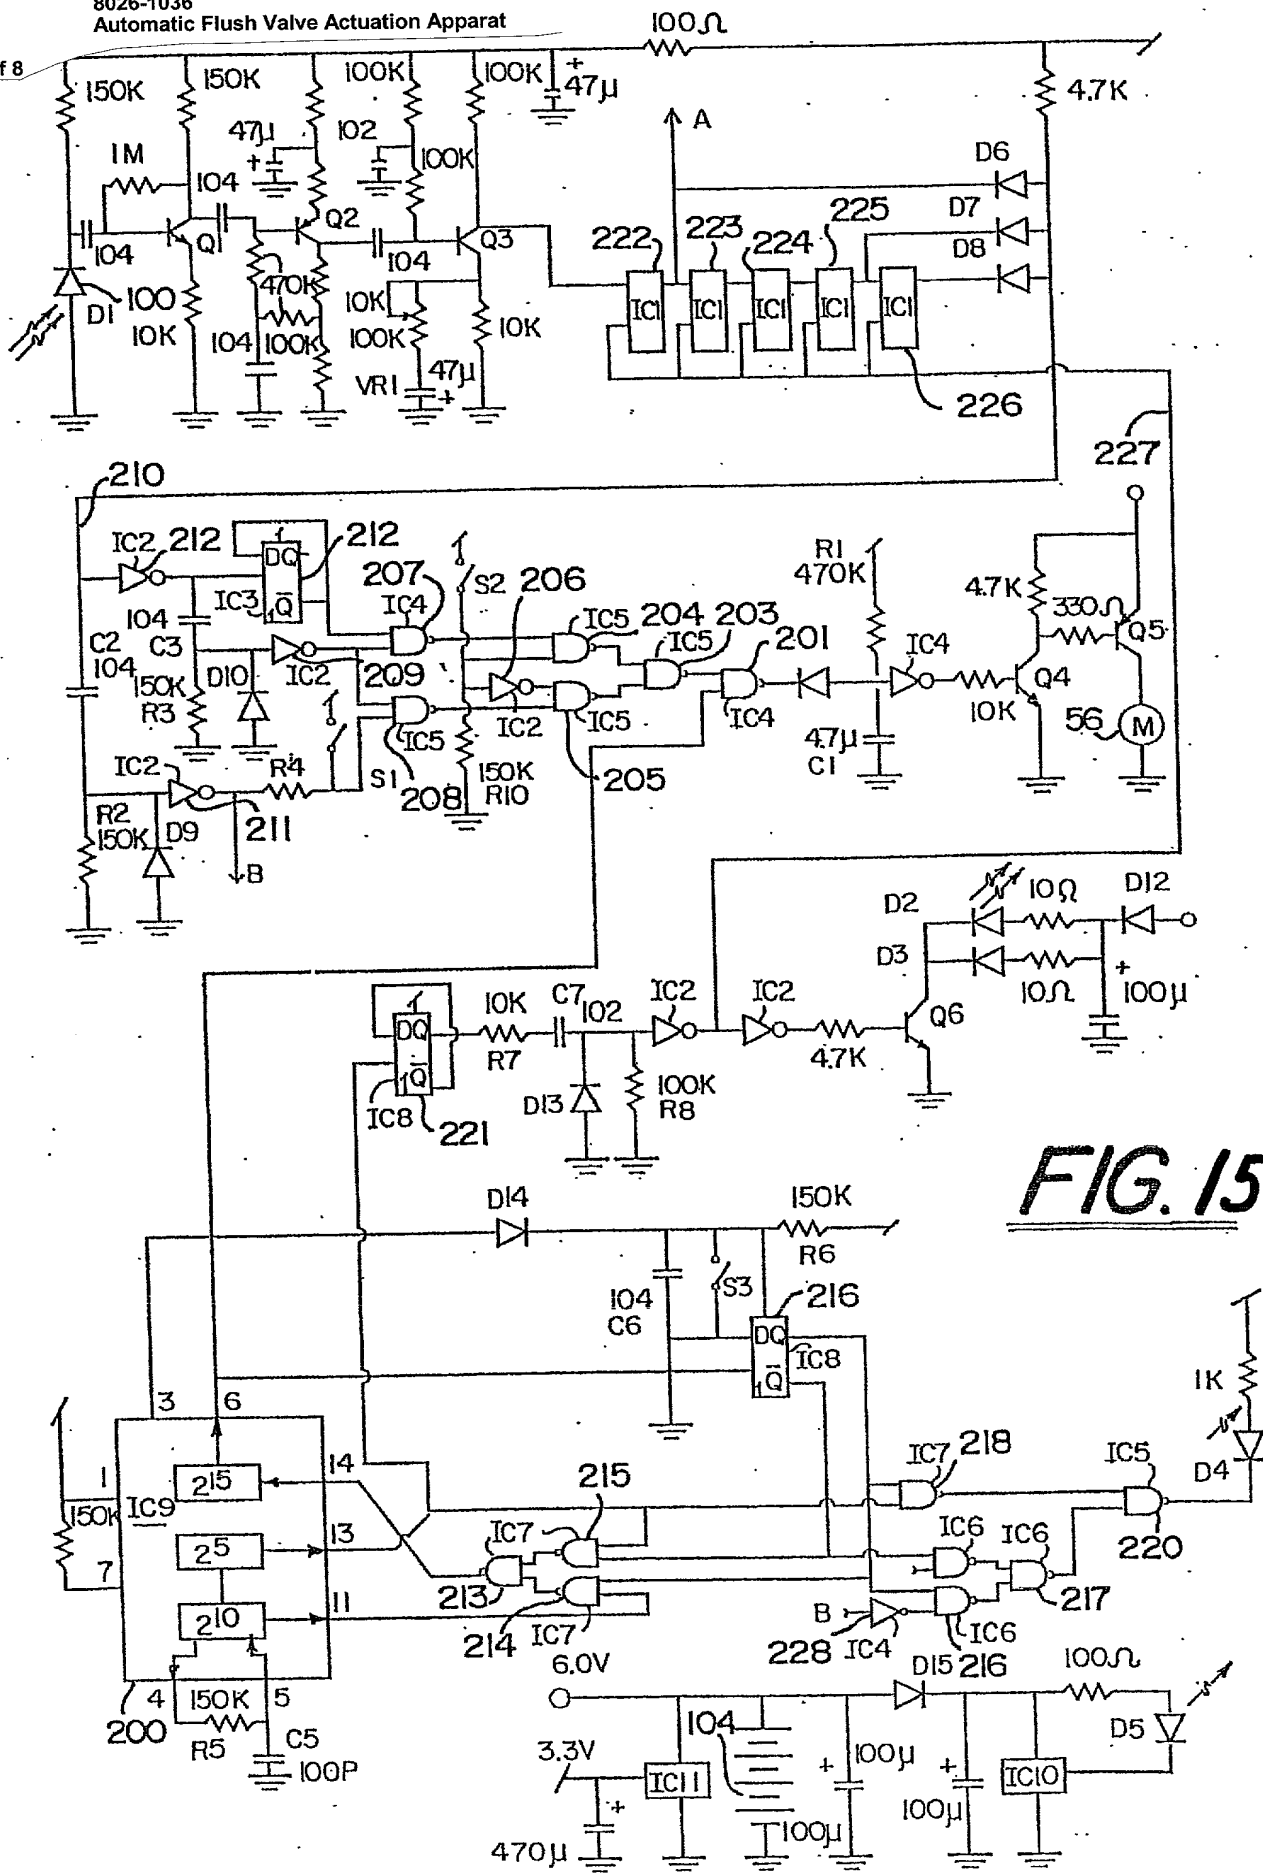 8026-1036
Automatic Flush Valve Actuation Apparat
f 8
100Ω
150K
150K
100K
100K
47µ
4.7K
1M
47µ
102
100K
A
D6
104
D7
Q1
Q2
Q3
D8
104
104
222
223
224
225
D1
100
10K
470K
104
100K
10K
100K
VR1
47µ
10K
IC1
IC1
IC1
IC1
IC1
226
227
210
IC2
212
DQ
Q̄
212
IC3
207
IC4
S2
206
R1
470K
4.7K
330Ω
Q5
104
C3
C2
104
IC5
204
203
IC5
201
IC4
150K
R3
D10
IC2
209
IC5
IC2
IC5
IC4
10K
Q4
56
M
S1
208
150K
R10
205
4.7µ
C1
IC2
R4
R2
150K
D9
211
B
D2
10Ω
D12
D3
10Ω
100µ
10K
C7
102
IC2
IC2
DQ
Q̄
R7
4.7K
Q6
IC8
221
D13
100K
R8
FIG. 15
D14
150K
R6
104
C6
S3
216
DQ
Q̄
IC8
1K
D4
3
6
1
14
215
IC9
150K
13
25
7
11
210
4
150K
5
200
R5
C5
100P
IC7
215
213
214
IC7
IC7
218
IC5
220
IC6
IC6
217
B
228
IC4
IC6
216
6.0V
D15
100Ω
D5
3.3V
104
IC11
100µ
IC10
470µ
100µ
100µ